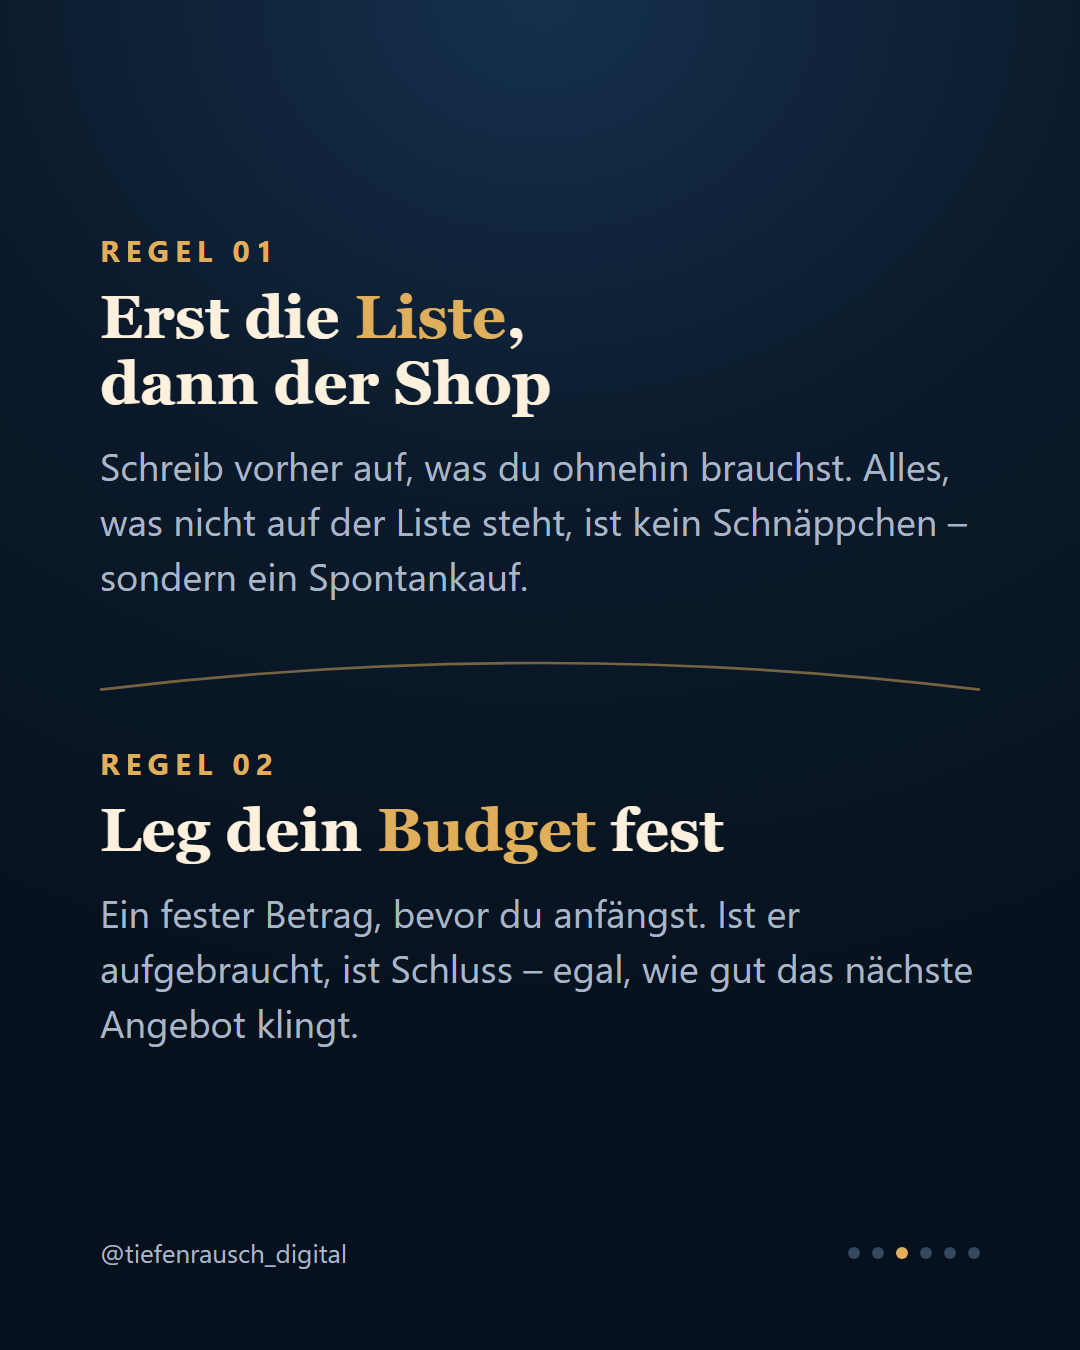 REGEL 01
Erst die Liste,
dann der Shop
Schreib vorher auf, was du ohnehin brauchst. Alles,
was nicht auf der Liste steht, ist kein Schnäppchen –
sondern ein Spontankauf.
REGEL 02
Leg dein Budget fest
Ein fester Betrag, bevor du anfängst. Ist er
aufgebraucht, ist Schluss – egal, wie gut das nächste
Angebot klingt.
@tiefenrausch_digital